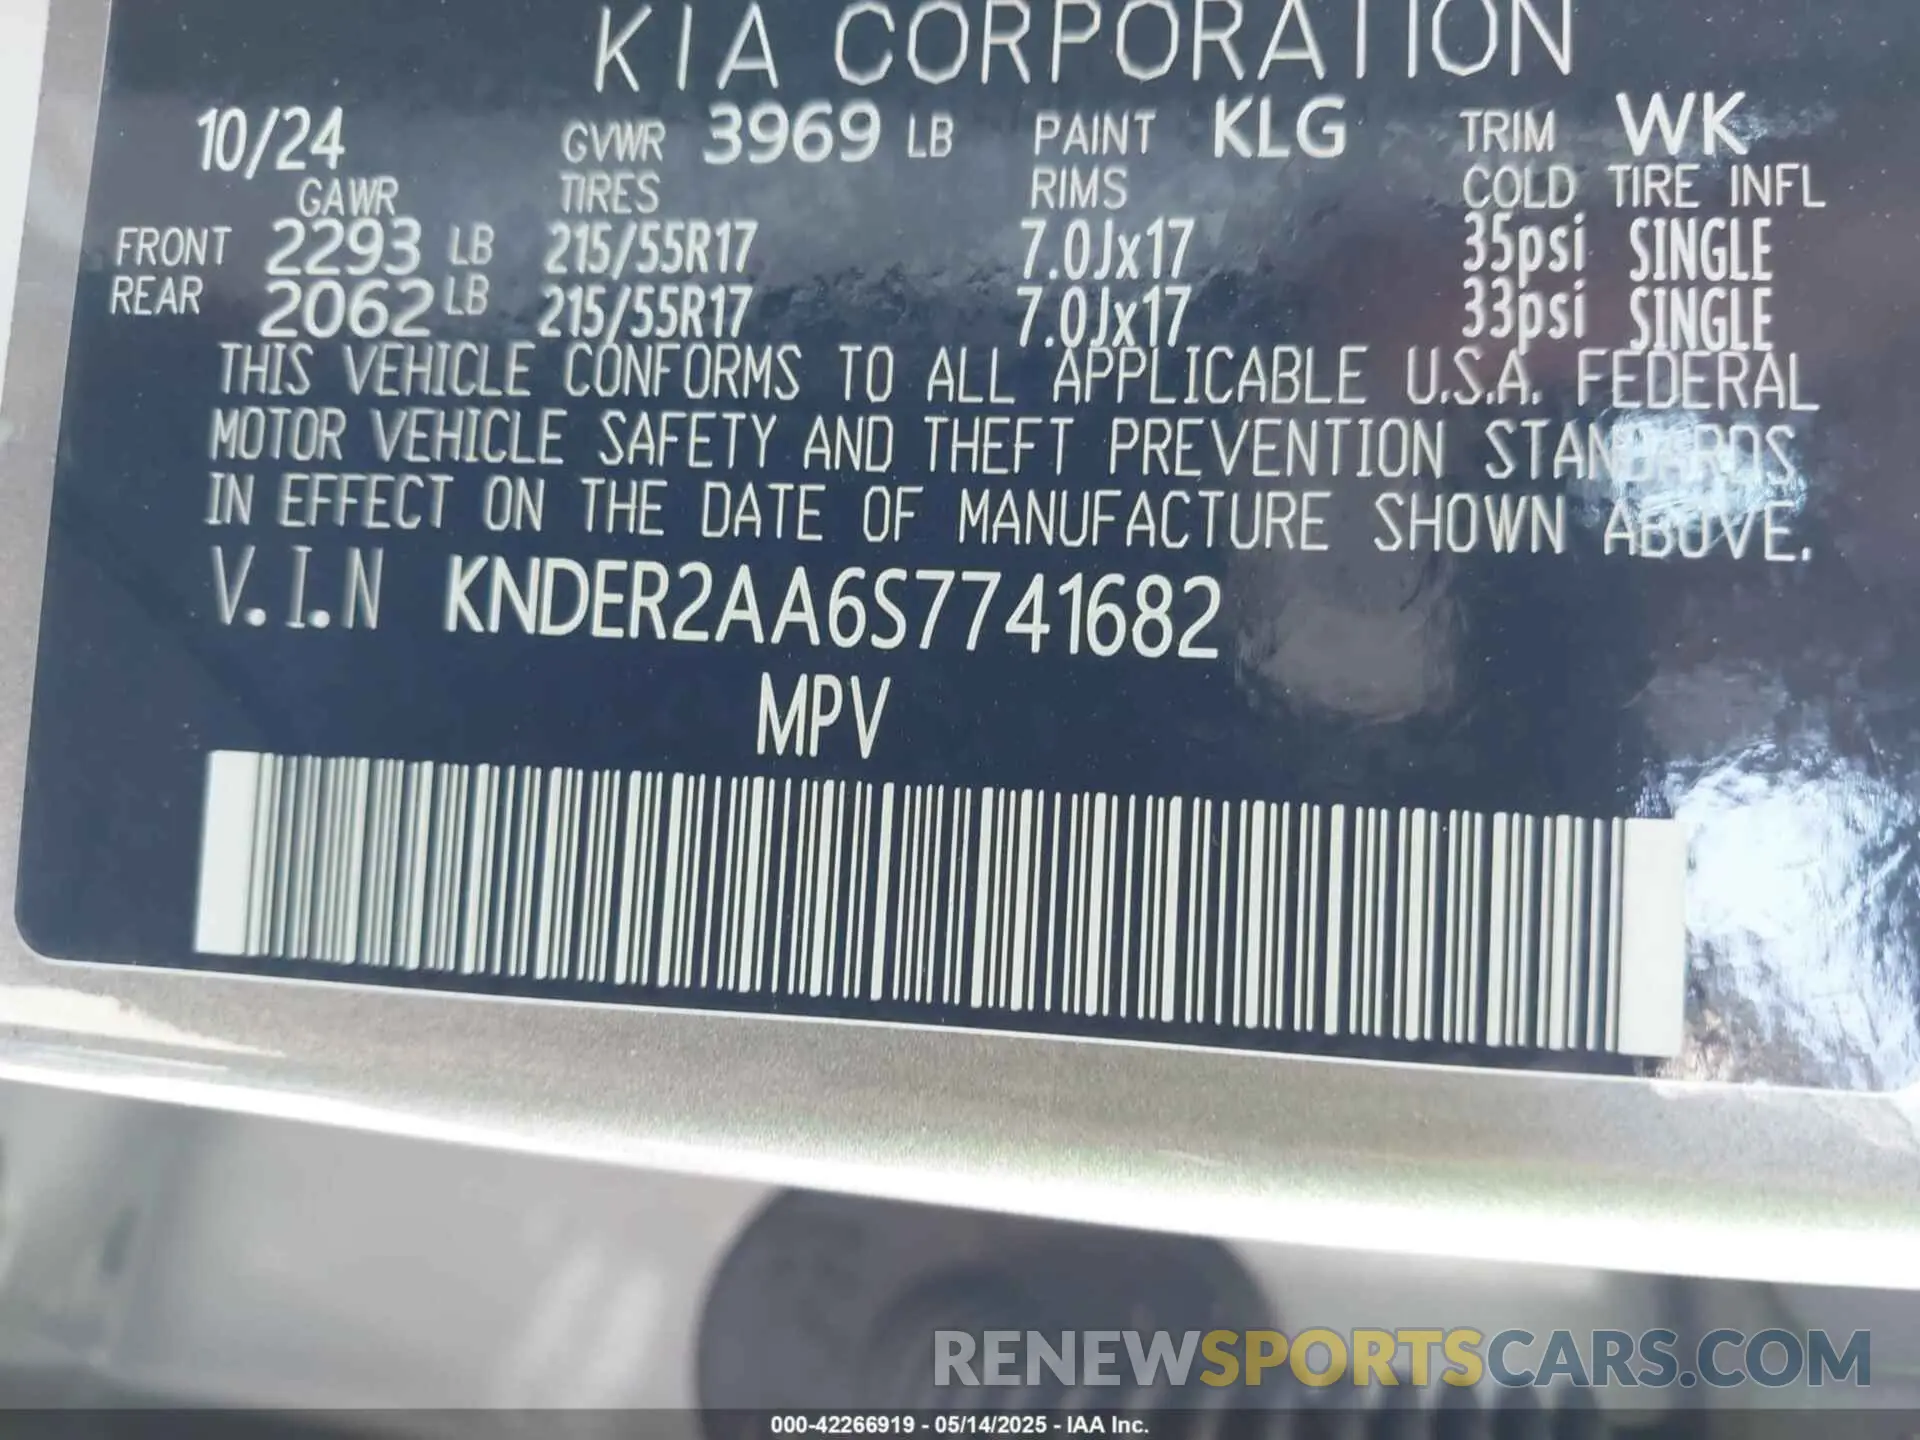 KIA CORPORATION
10/24 GVWR 3969 LB PAINT KLG TRIM WK
GAWR TIRES RIMS COLD TIRE INFL
FRONT 2293 LB 215/55R17 7.0Jx17 35psi SINGLE
REAR 2062 LB 215/55R17 7.0Jx17 33psi SINGLE
THIS VEHICLE CONFORMS TO ALL APPLICABLE U.S.A. FEDERAL
MOTOR VEHICLE SAFETY AND THEFT PREVENTION STANDARDS
IN EFFECT ON THE DATE OF MANUFACTURE SHOWN ABOVE.
V.I.N KNDER2AA6S7741682
MPV
RENEWSPORTSCARS.COM
000-42266919 - 05/14/2025 - IAA Inc.